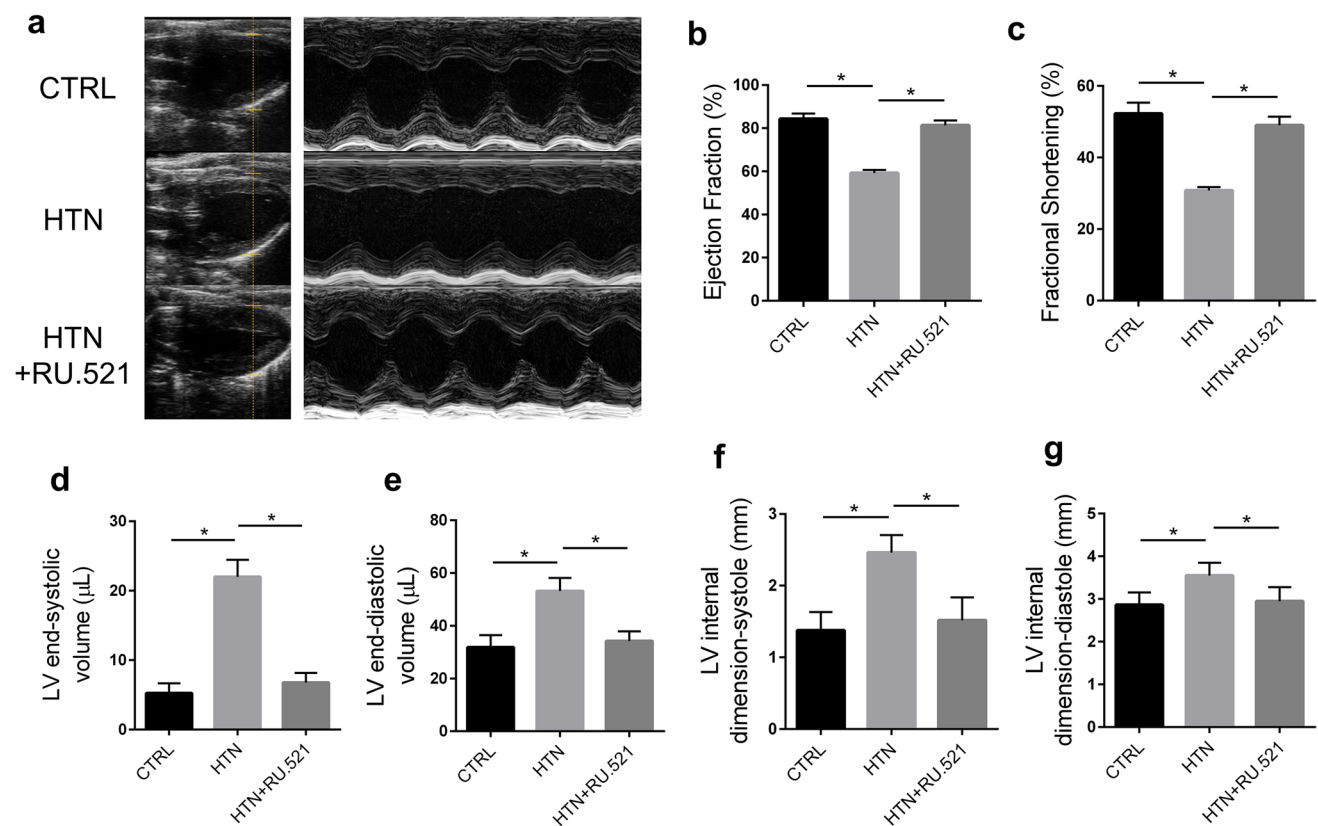 a
CTRL
HTN
HTN
+RU.521
b
Ejection Fraction (%)
100
80
60
40
20
0
*
*
CTRL
HTN
HTN+RU.521
c
Fractional Shortening (%)
60
40
20
0
*
*
CTRL
HTN
HTN+RU.521
d
LV end-systolic
volume (μL)
30
20
10
0
*
*
CTRL
HTN
HTN+RU.521
e
LV end-diastolic
volume (μL)
80
60
40
20
0
*
*
CTRL
HTN
HTN+RU.521
f
LV internal
dimension-systole (mm)
3
2
1
0
*
*
CTRL
HTN
HTN+RU.521
g
LV internal
dimension-diastole (mm)
5
4
3
2
1
0
*
*
CTRL
HTN
HTN+RU.521